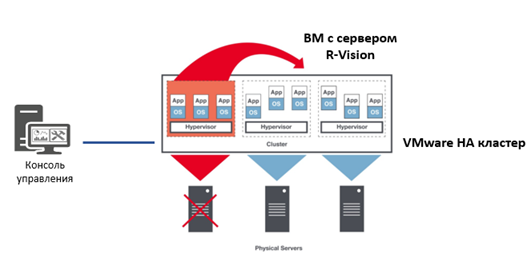 ВМ с сервером
R-Vision
App App App
OS OS OS
Hypervisor
App App App
OS OS OS
Hypervisor
App App App
OS OS OS
Hypervisor
Cluster
VMware HA кластер
Консоль
управления
Physical Servers